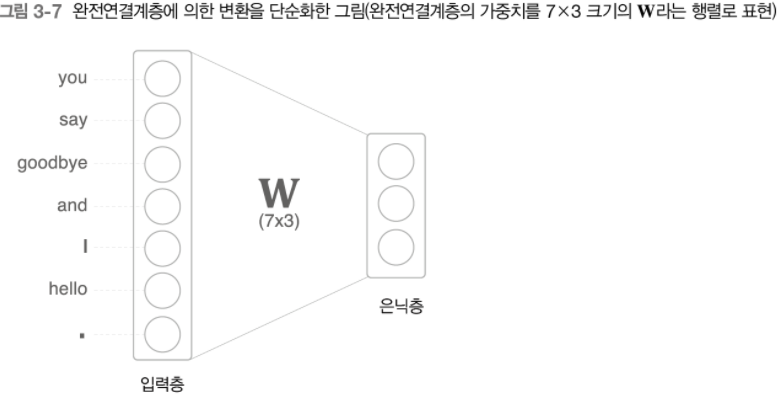 그림 3-7 완전연결계층에 의한 변환을 단순화한 그림(완전연결계층의 가중치를 7×3 크기의 W라는 행렬로 표현)
you
say
goodbye
and
I
hello
.
W
(7x3)
은닉층
입력층